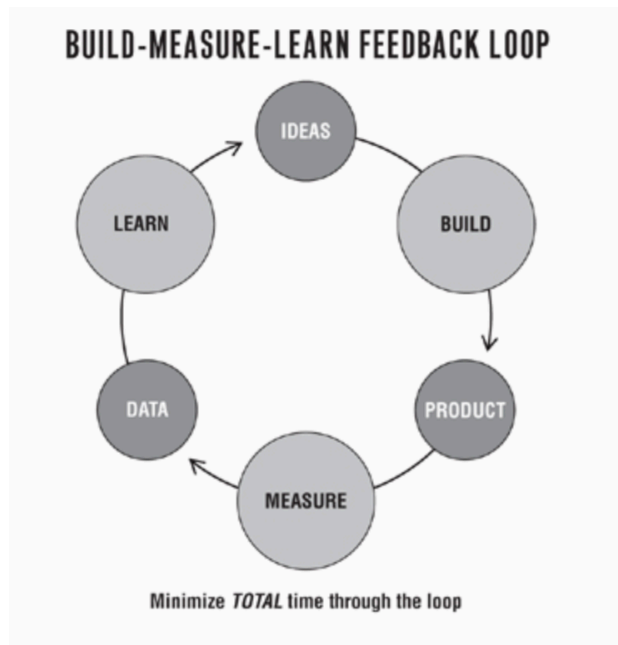 BUILD-MEASURE-LEARN FEEDBACK LOOP
IDEAS
BUILD
PRODUCT
MEASURE
DATA
LEARN
Minimize TOTAL time through the loop